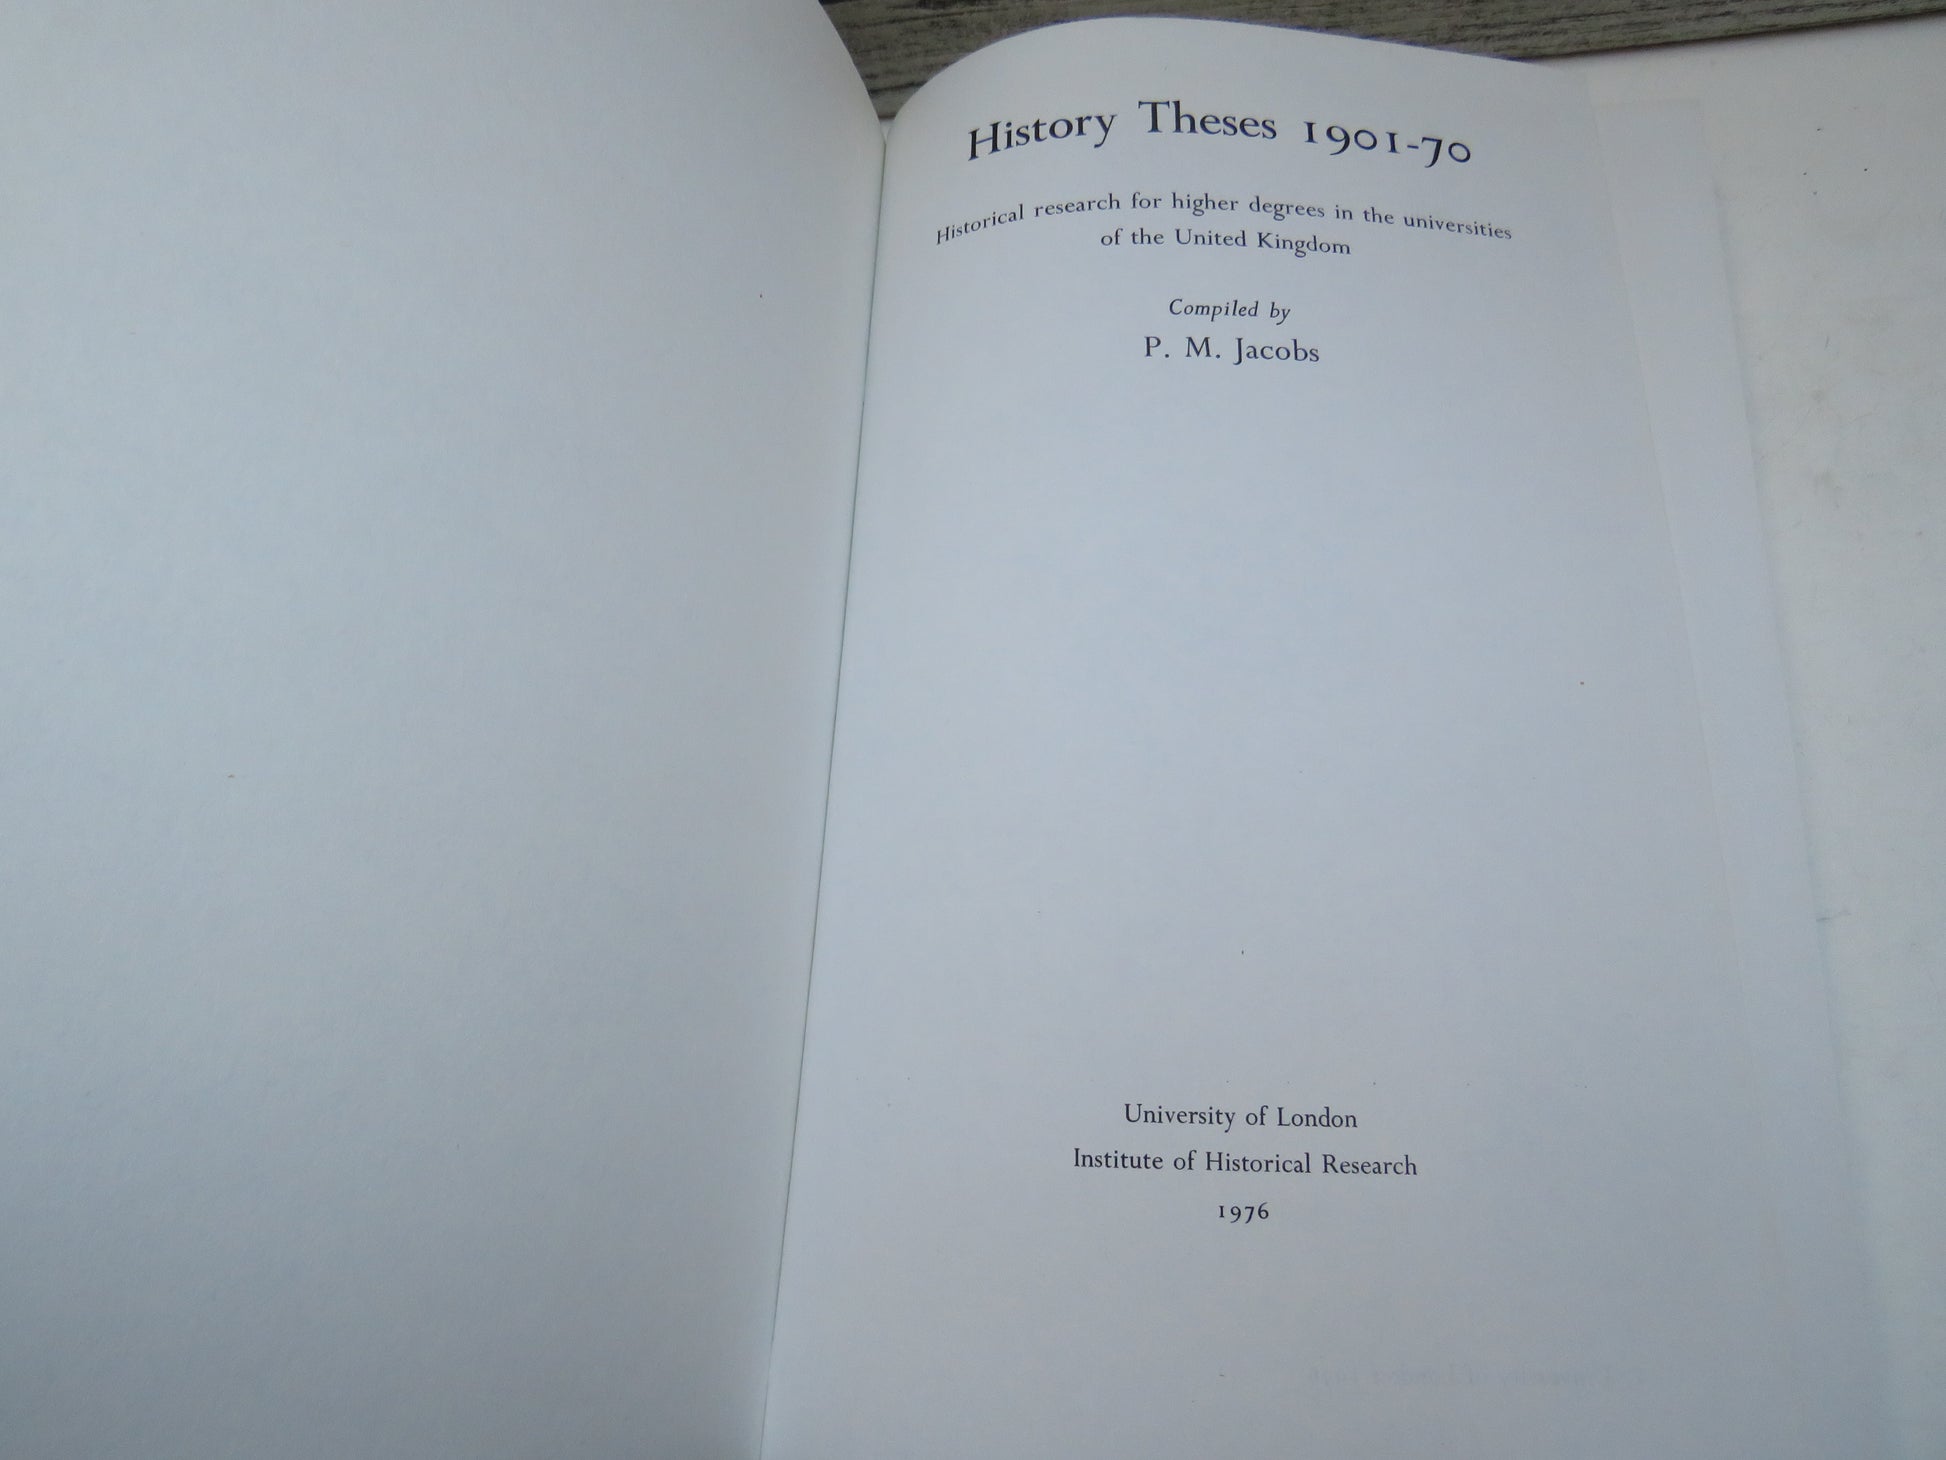 History Theses 1901-70
Historical research for higher degrees in the universities
of the United Kingdom
Compiled by
P. M. Jacobs
University of London
Institute of Historical Research
1976